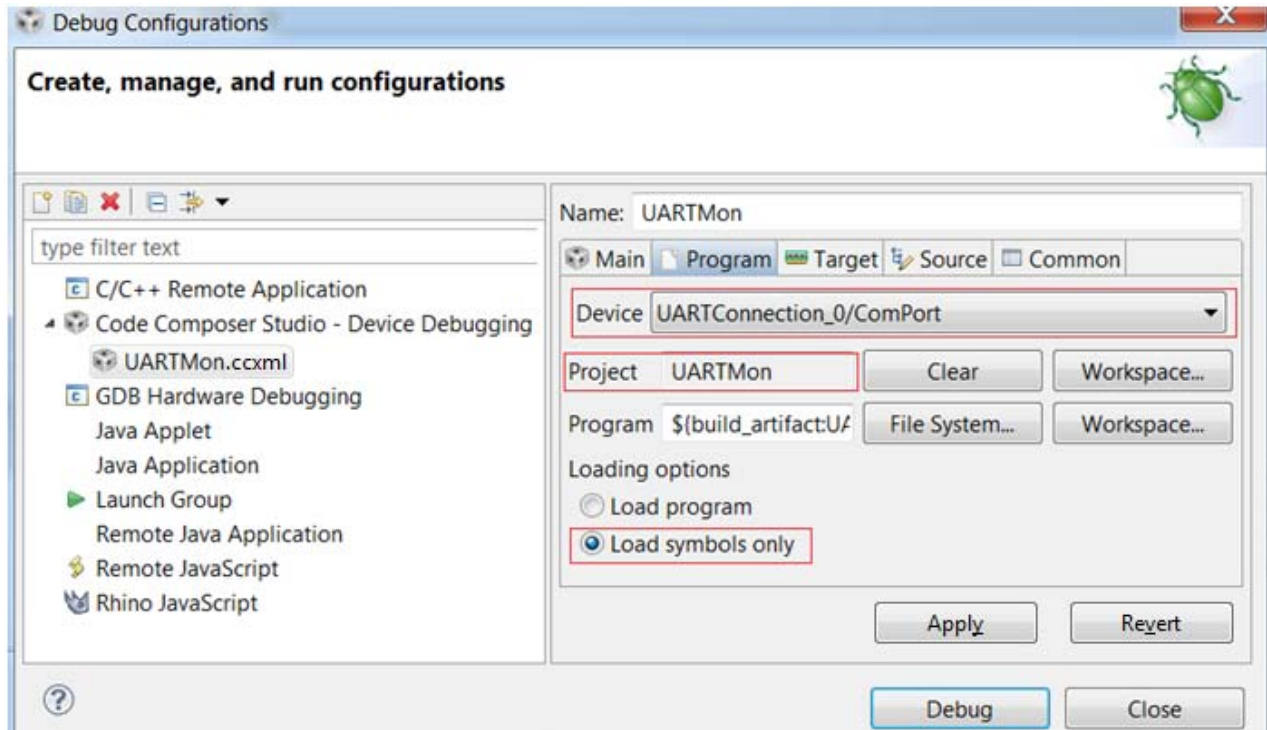 Debug Configurations
X
Create, manage, and run configurations
type filter text
C/C++ Remote Application
Code Composer Studio - Device Debugging
UARTMon.ccxml
GDB Hardware Debugging
Java Applet
Java Application
Launch Group
Remote Java Application
Remote JavaScript
Rhino JavaScript
Name: UARTMon
Main Program Target Source Common
Device UARTConnection_0/ComPort
Project UARTMon Clear Workspace...
Program ${build_artifact:UA File System... Workspace...
Loading options
Load program
Load symbols only
Apply Revert
? Debug Close